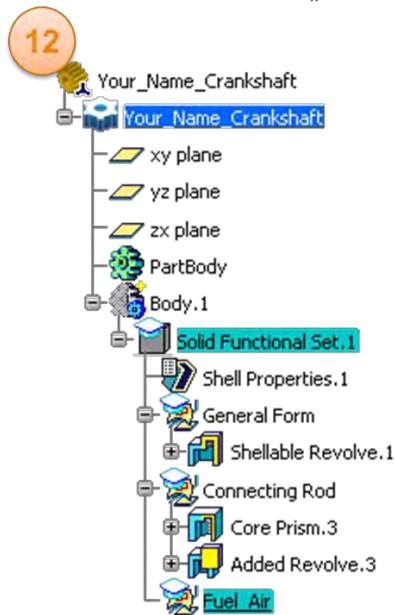 12
Your_Name_Crankshaft
Your_Name_Crankshaft
xy plane
yz plane
zx plane
PartBody
Body.1
Solid Functional Set.1
Shell Properties.1
General Form
Shellable Revolve.1
Connecting Rod
Core Prism.3
Added Revolve.3
Fuel_Air